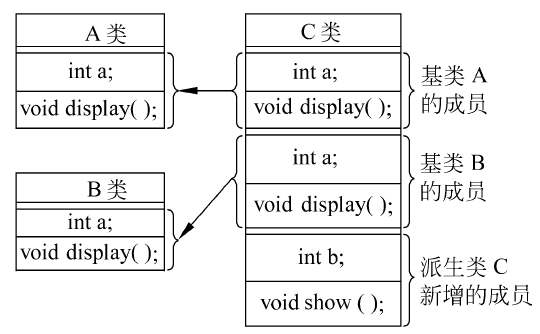 A 类
int a;
void display( );
B 类
int a;
void display( );
C 类
int a;
void display( );
int a;
void display( );
int b;
void show ( );
基类 A
的成员
基类 B
的成员
派生类 C
新增的成员